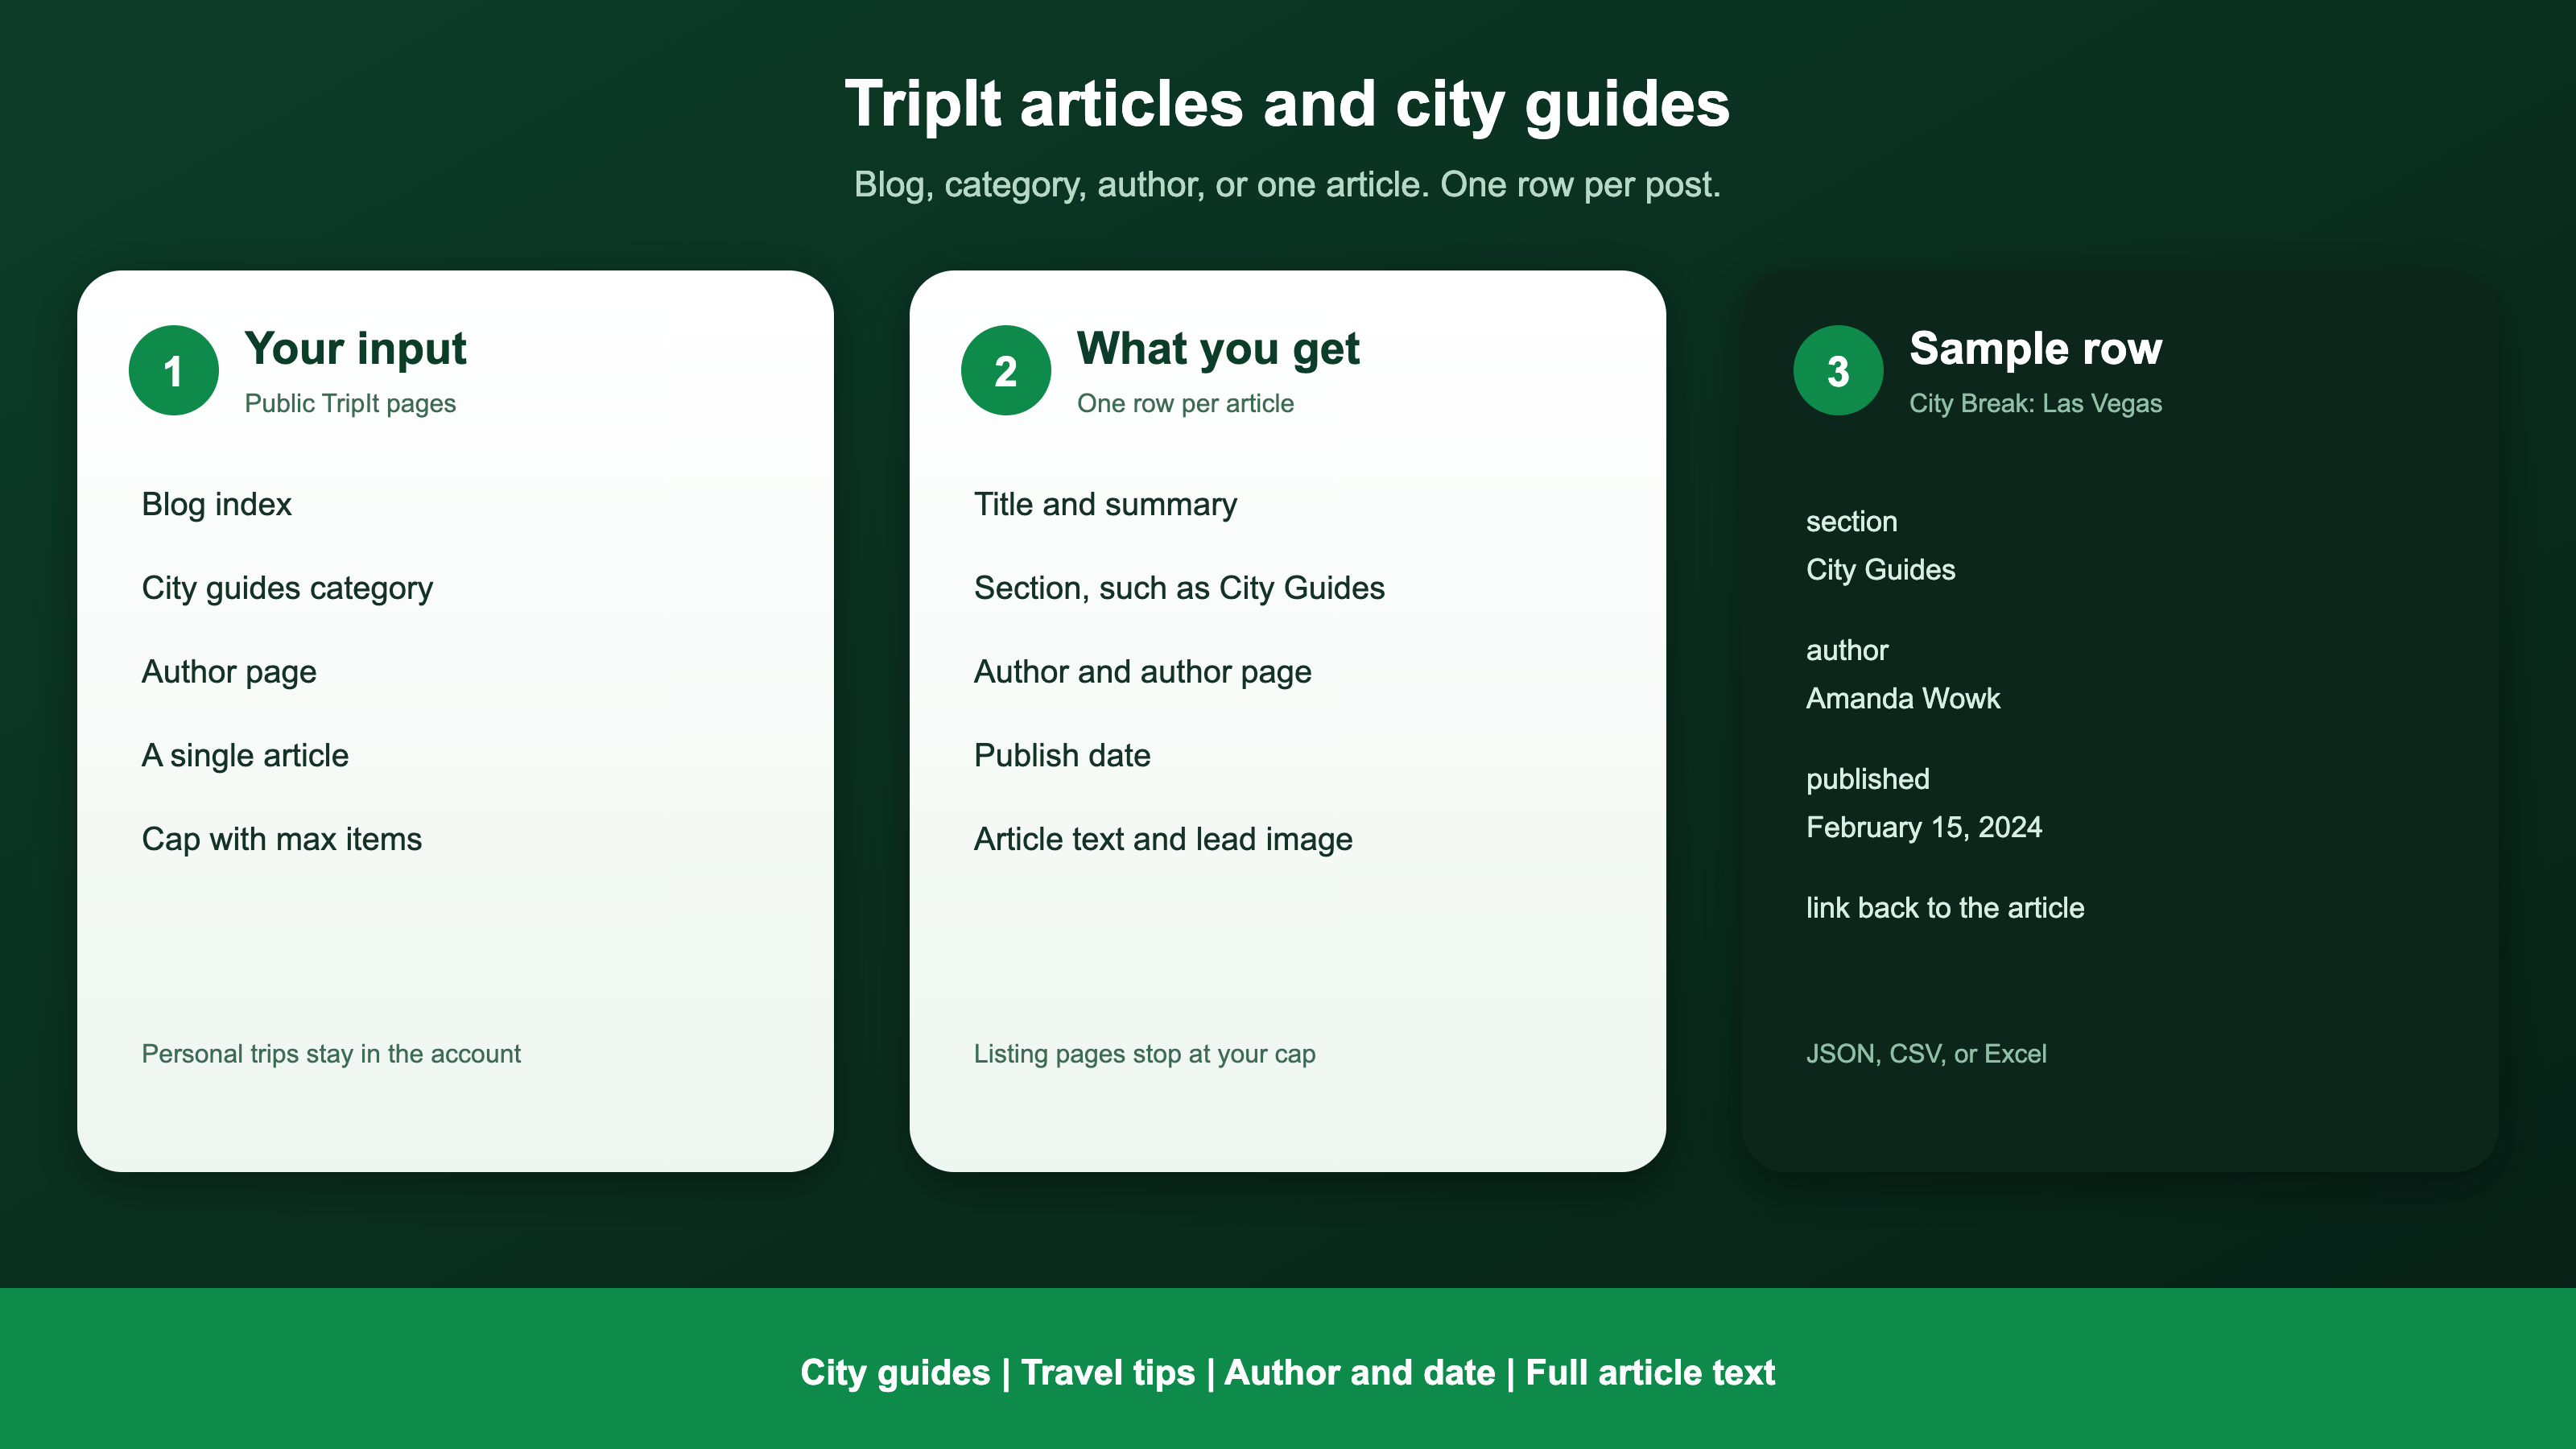 TripIt articles and city guides
Blog, category, author, or one article. One row per post.
1
Your input
Public TripIt pages
Blog index
City guides category
Author page
A single article
Cap with max items
Personal trips stay in the account
2
What you get
One row per article
Title and summary
Section, such as City Guides
Author and author page
Publish date
Article text and lead image
Listing pages stop at your cap
3
Sample row
City Break: Las Vegas
section
City Guides
author
Amanda Wowk
published
February 15, 2024
link back to the article
JSON, CSV, or Excel
City guides | Travel tips | Author and date | Full article text